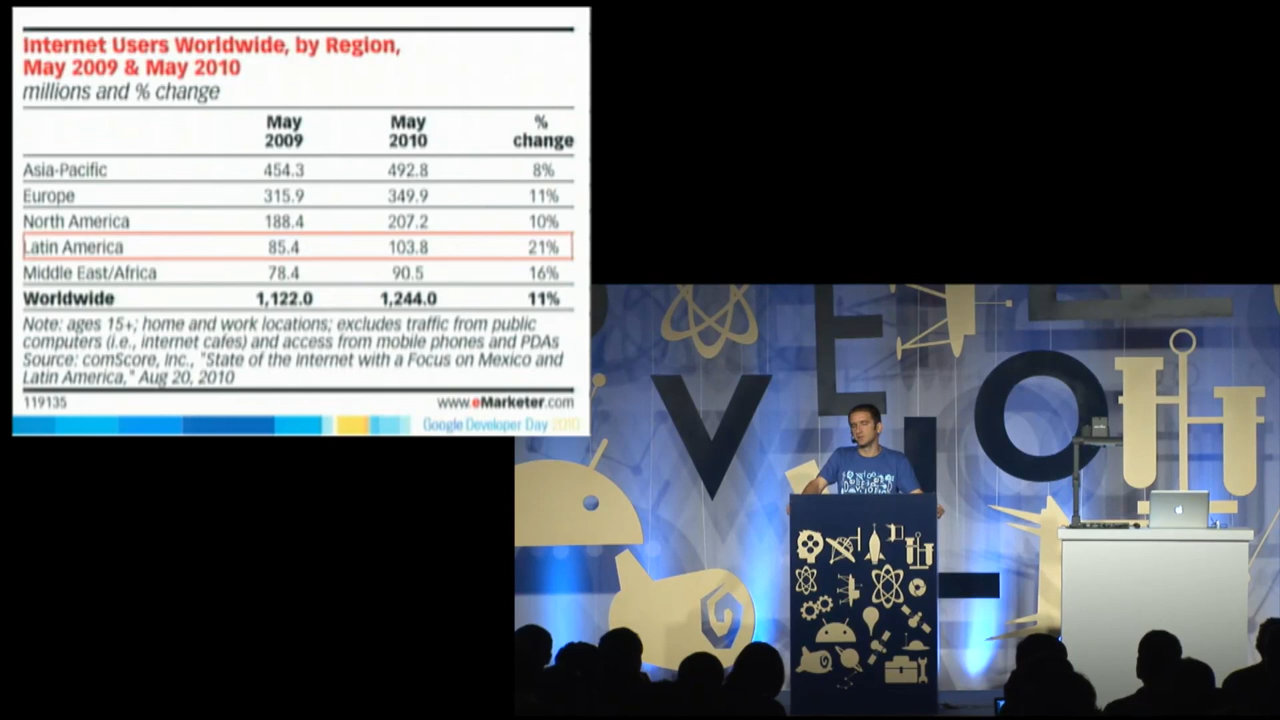 Internet Users Worldwide, by Region,
May 2009 & May 2010
millions and % change
May 2009 May 2010 % change
Asia-Pacific 454.3 492.8 8%
Europe 315.9 349.9 11%
North America 188.4 207.2 10%
Latin America 85.4 103.8 21%
Middle East/Africa 78.4 90.5 16%
Worldwide 1,122.0 1,244.0 11%
Note: ages 15+; home and work locations; excludes traffic from public
computers (i.e., internet cafes) and access from mobile phones and PDAs
Source: comScore, Inc., "State of the Internet with a Focus on Mexico and
Latin America," Aug 20, 2010
119135 www.eMarketer.com
Google Developer Day 2010
V E O